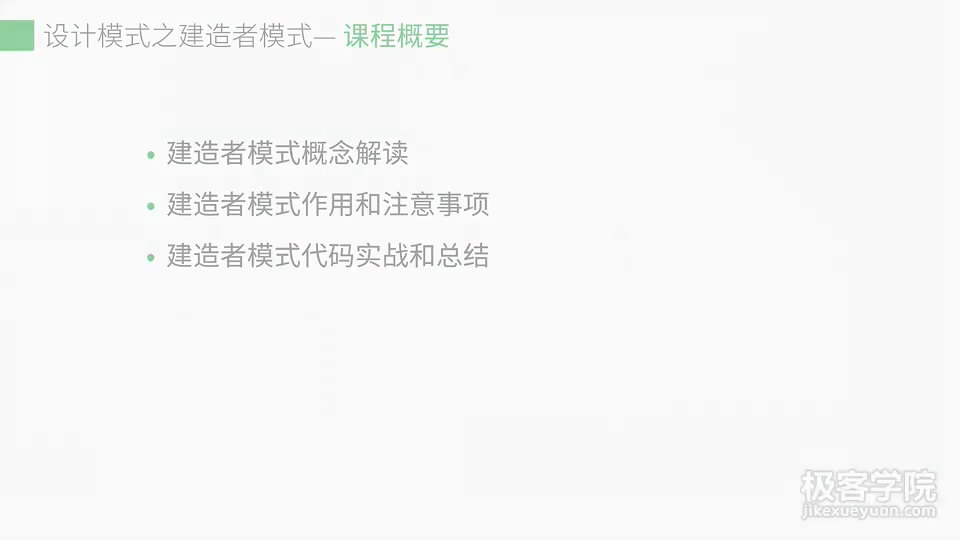 设计模式之建造者模式— 课程概要
建造者模式概念解读
建造者模式作用和注意事项
建造者模式代码实战和总结
极客学院
jikexueyuan.com